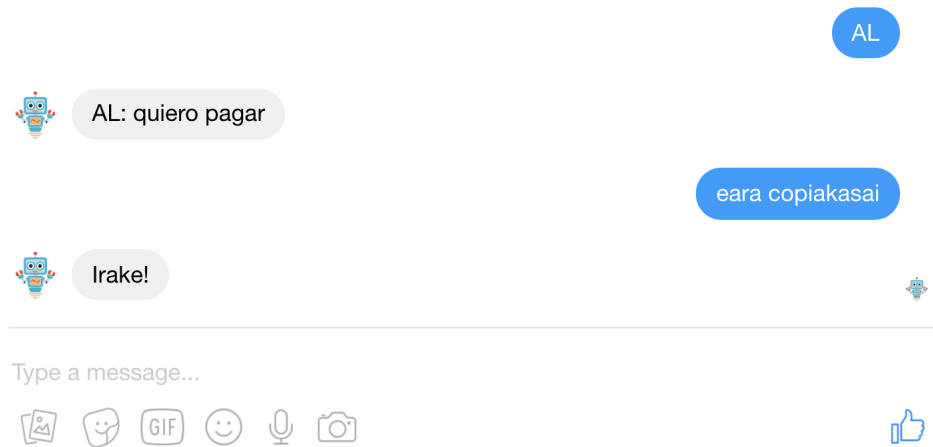 AL
AL: quiero pagar
eara copiakasai
Irake!
Type a message...
GIF